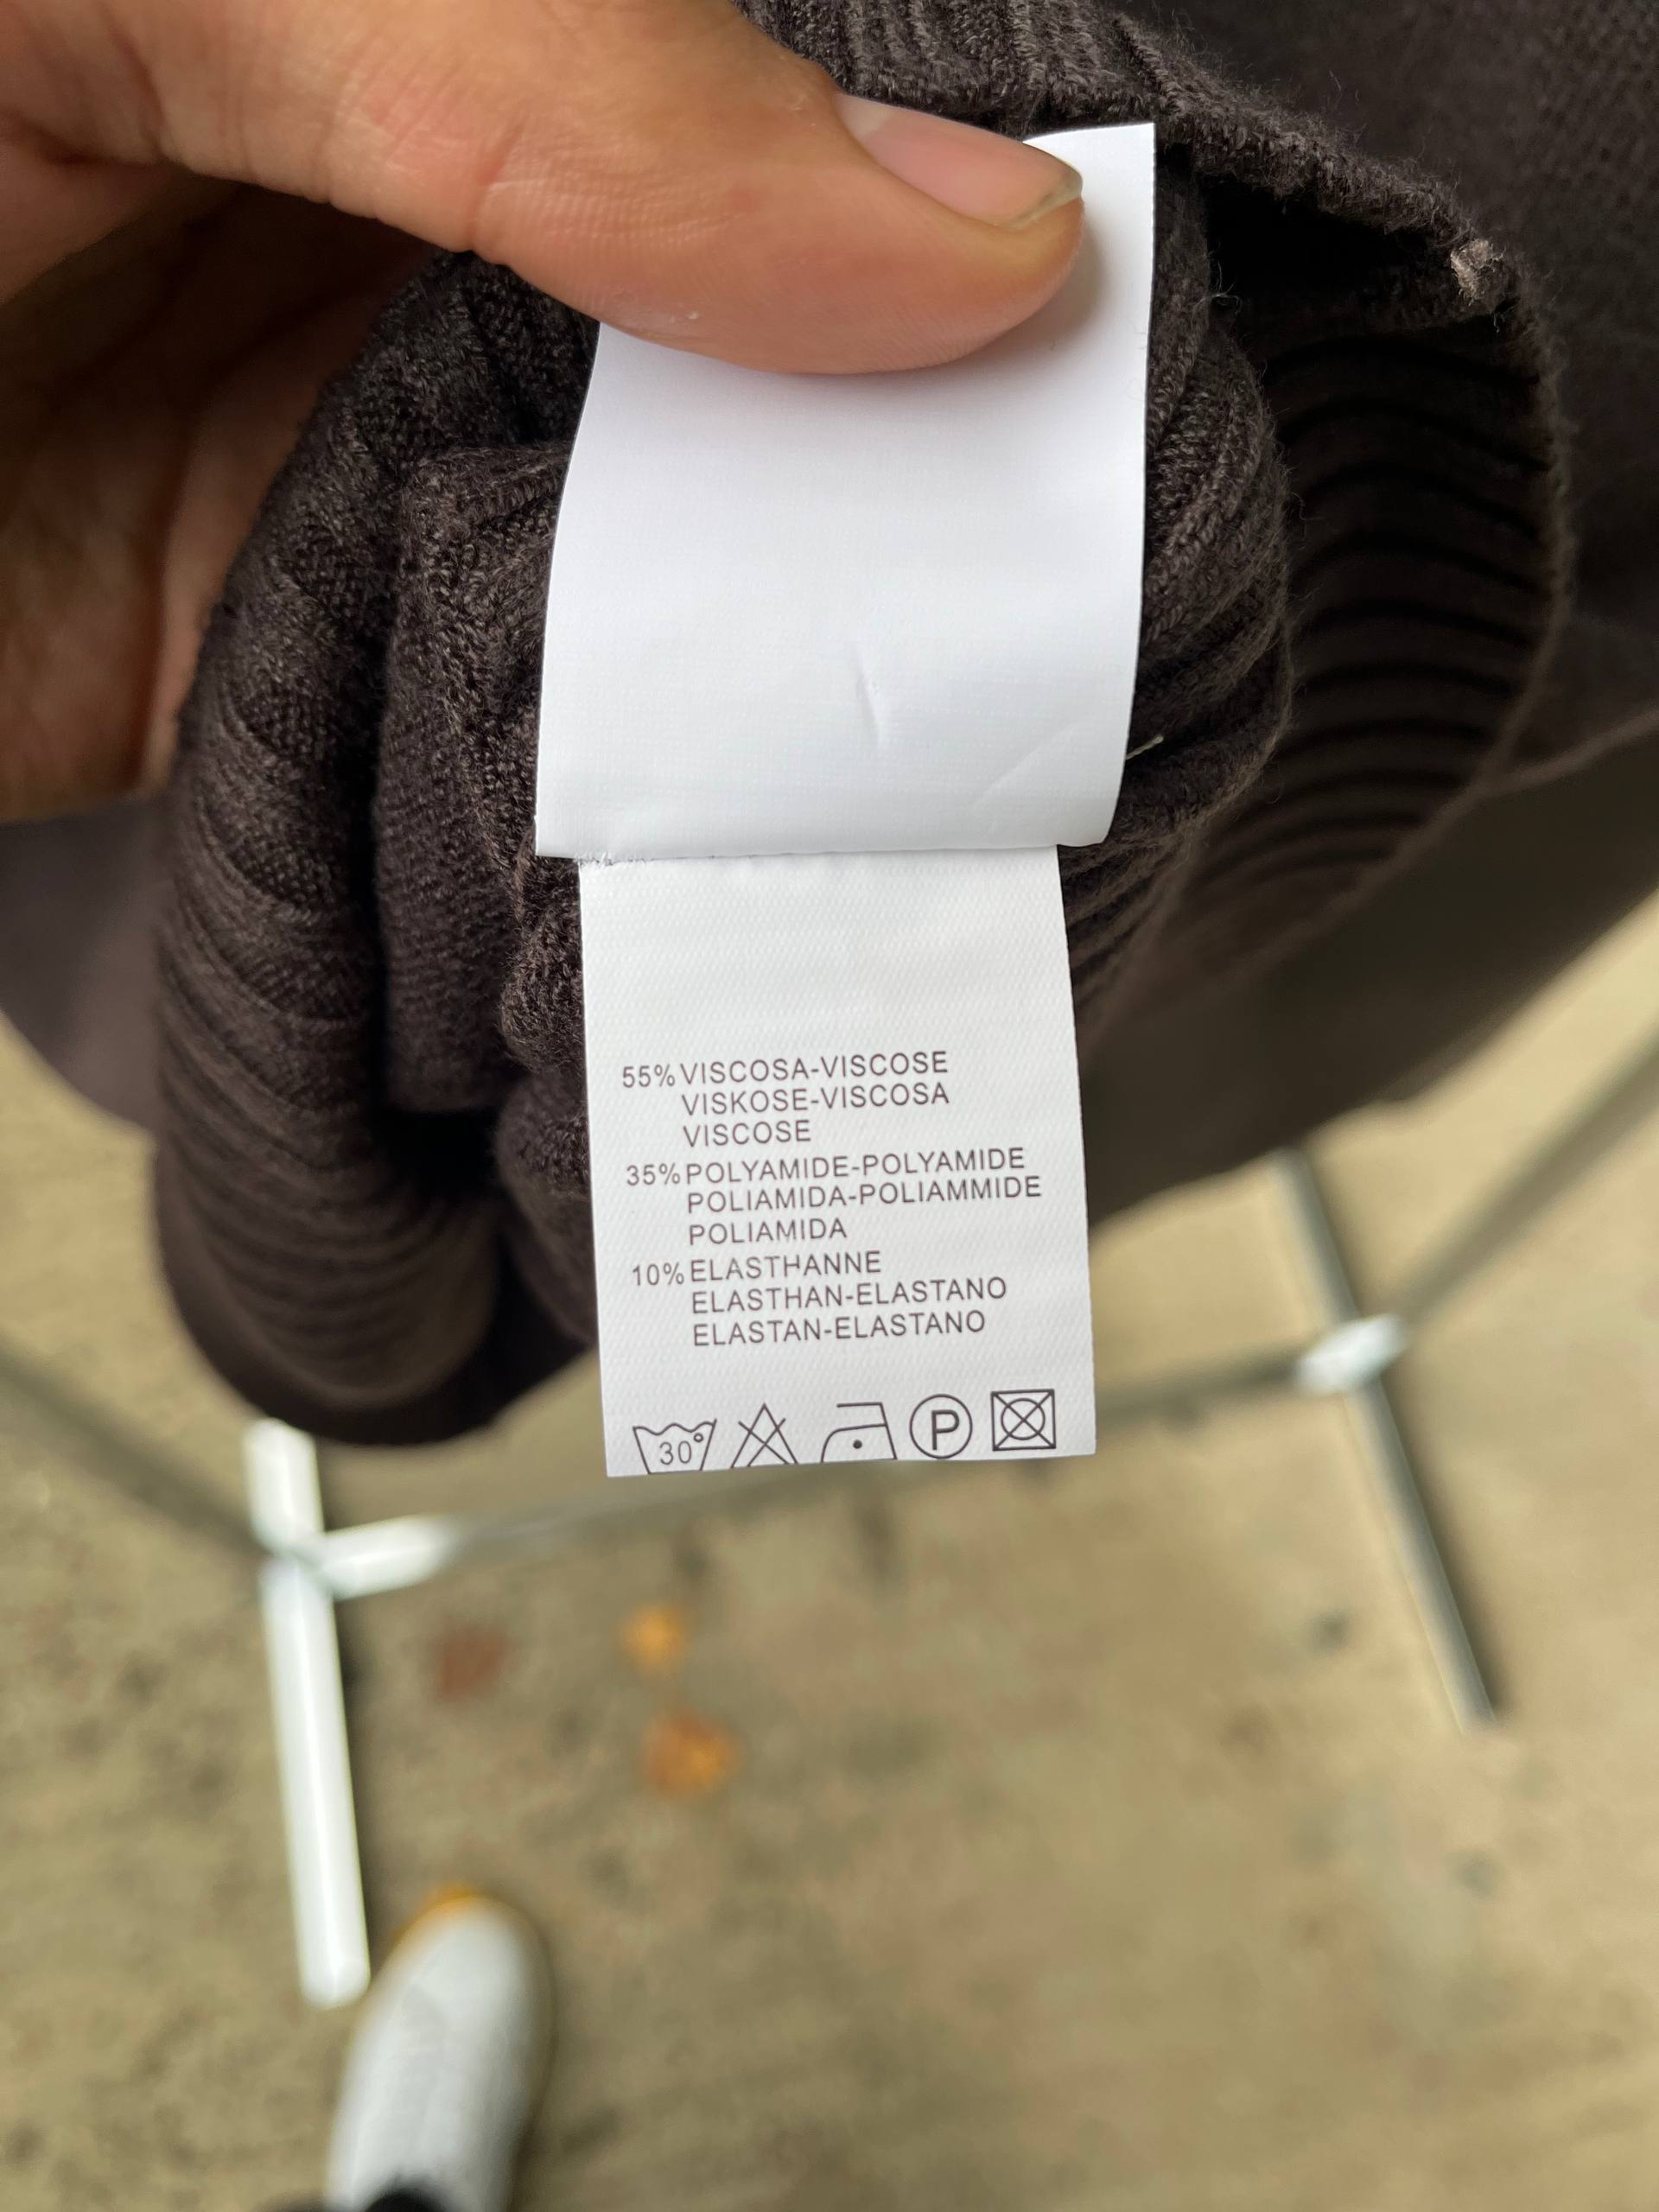 55% VISCOSA-VISCOSE
VISKOSE-VISCOSA
VISCOSE
35% POLYAMIDE-POLYAMIDE
POLIAMIDA-POLIAMMIDE
POLIAMIDA
10% ELASTHANNE
ELASTHAN-ELASTANO
ELASTAN-ELASTANO
30° P